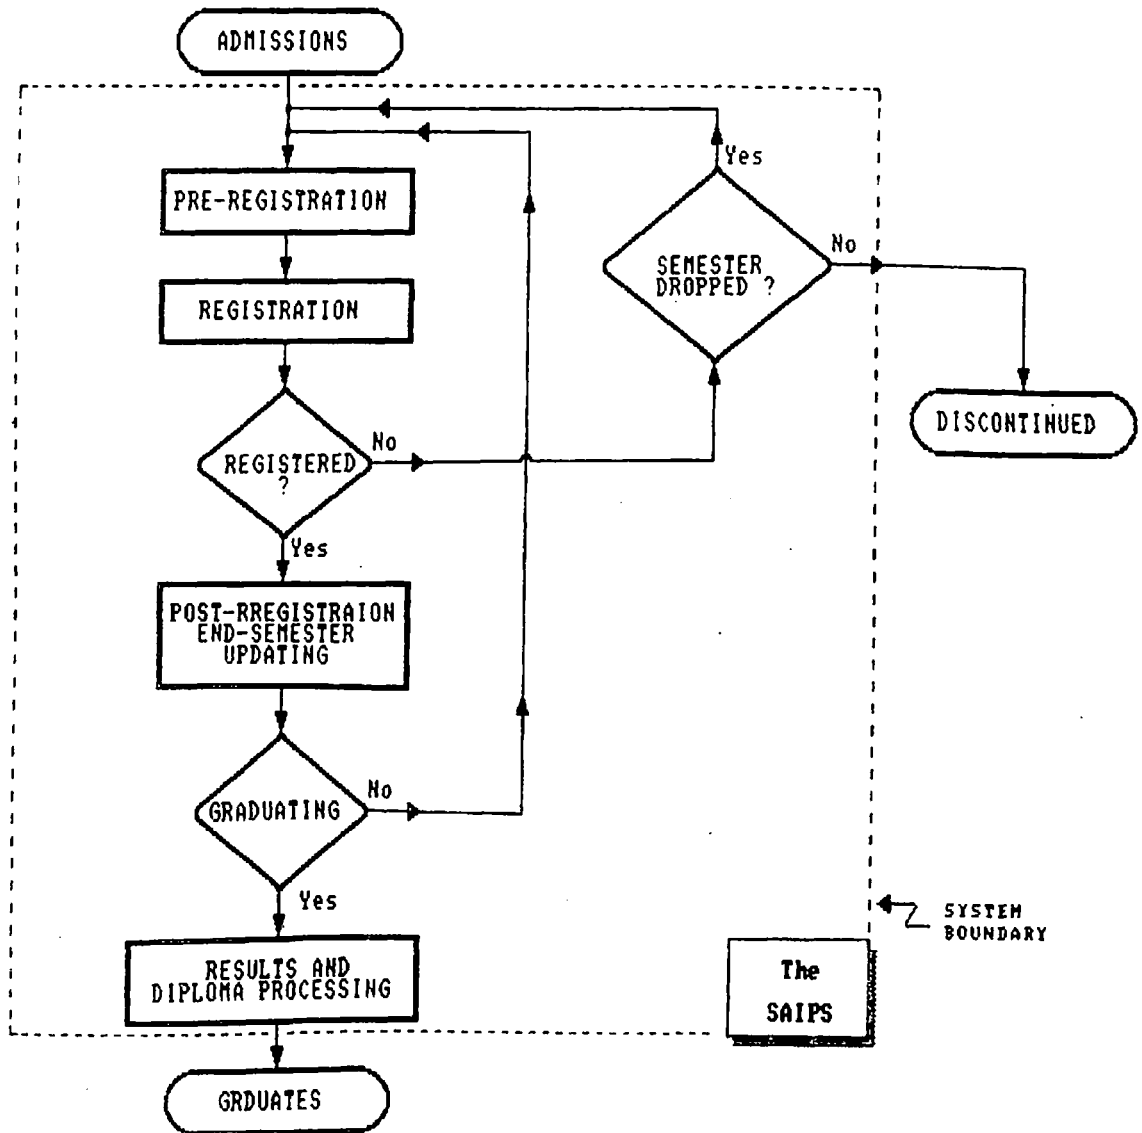 ADMISSIONS
Yes
PRE-REGISTRATION
No
SEMESTER
DROPPED ?
REGISTRATION
DISCONTINUED
No
REGISTERED
?
Yes
POST-RREGISTRAION
END-SEMESTER
UPDATING
No
GRADUATING
Yes
SYSTEM
BOUNDARY
RESULTS AND
DIPLOMA PROCESSING
The
SAIPS
GRDUATES